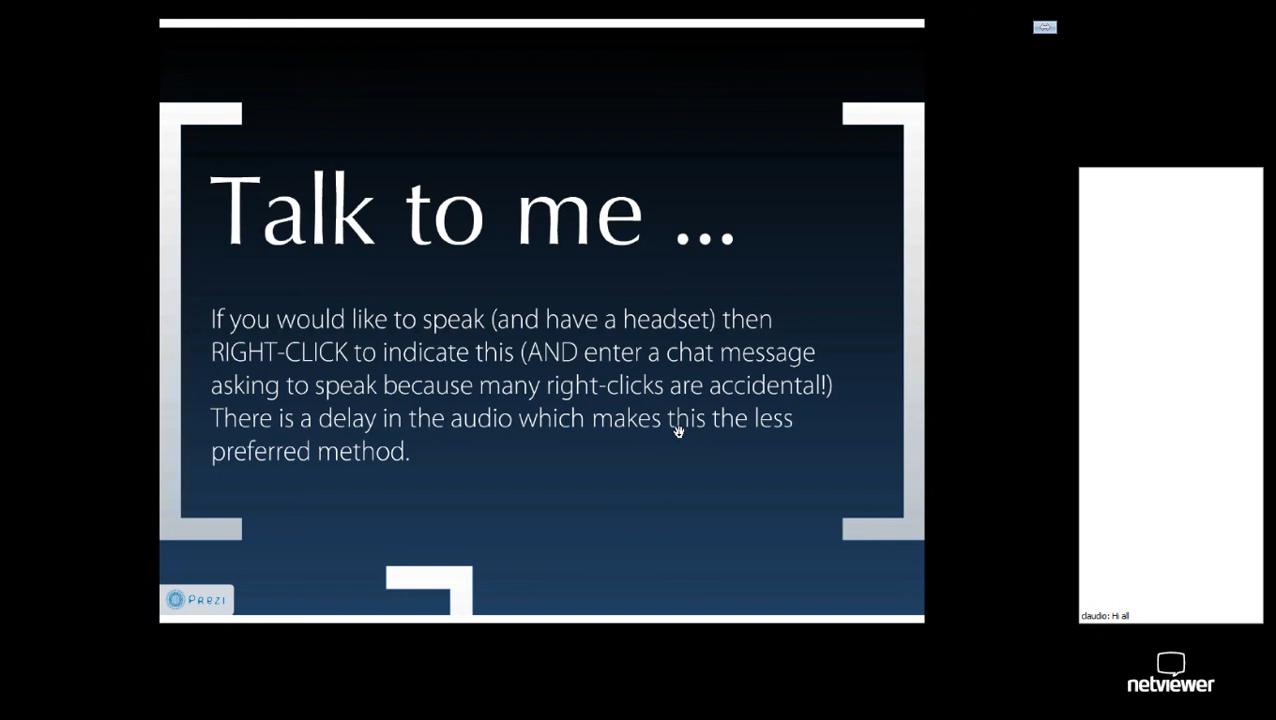 Talk to me ...
If you would like to speak (and have a headset) then
RIGHT-CLICK to indicate this (AND enter a chat message
asking to speak because many right-clicks are accidental!)
There is a delay in the audio which makes this the less
preferred method.
PREZI
claudio: Hi all
netviewer